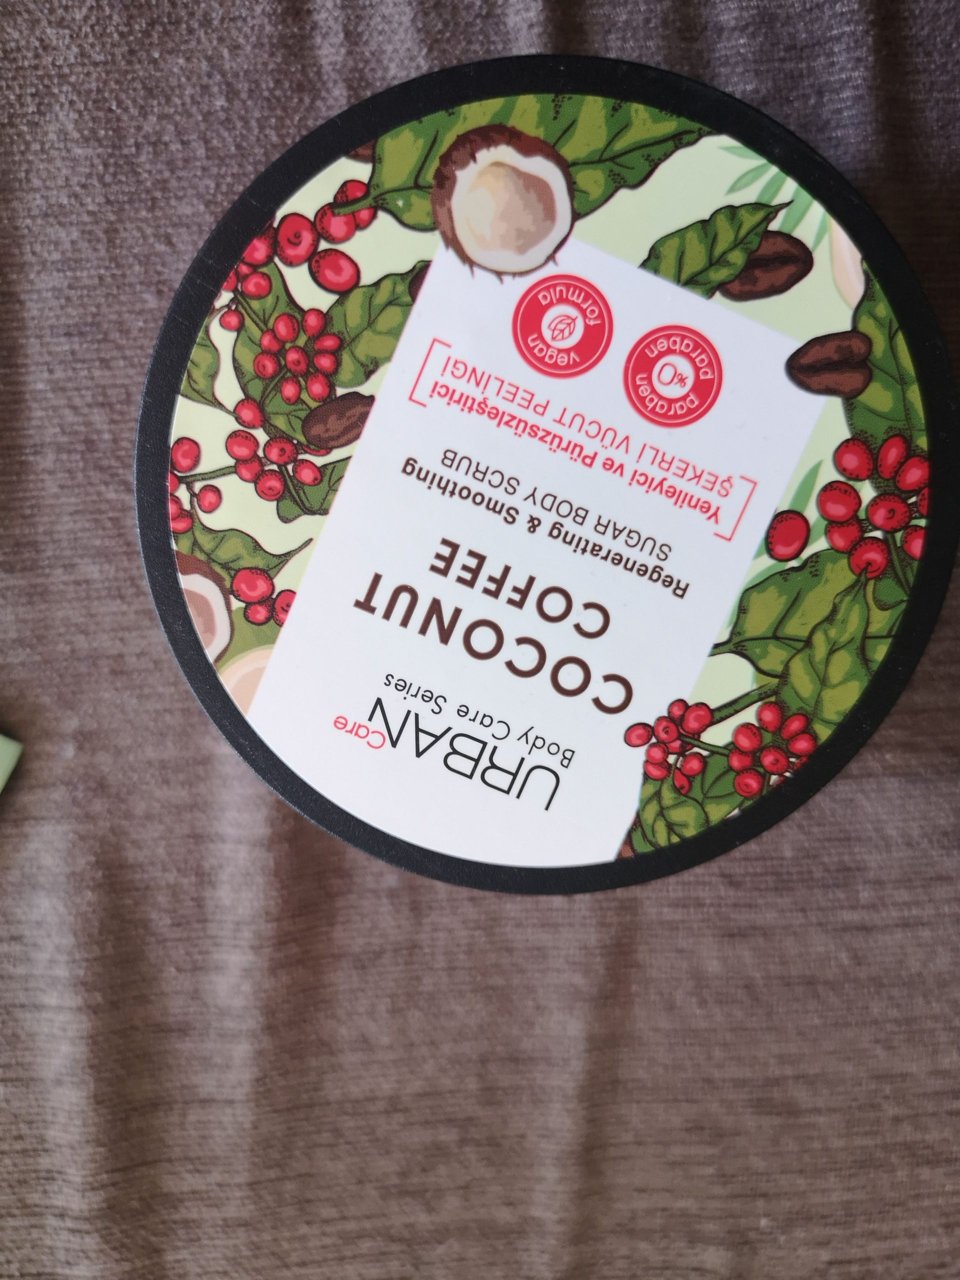 URBAN Care
Body Care Series
COCONUT
COFFEE
Regenerating & Smoothing
SUGAR BODY SCRUB
Yenileyici ve Pürüzsüzleştirici
ŞEKERLİ VÜCUT PEELİNGİ
paraben
0%
paraben
vegan
formula